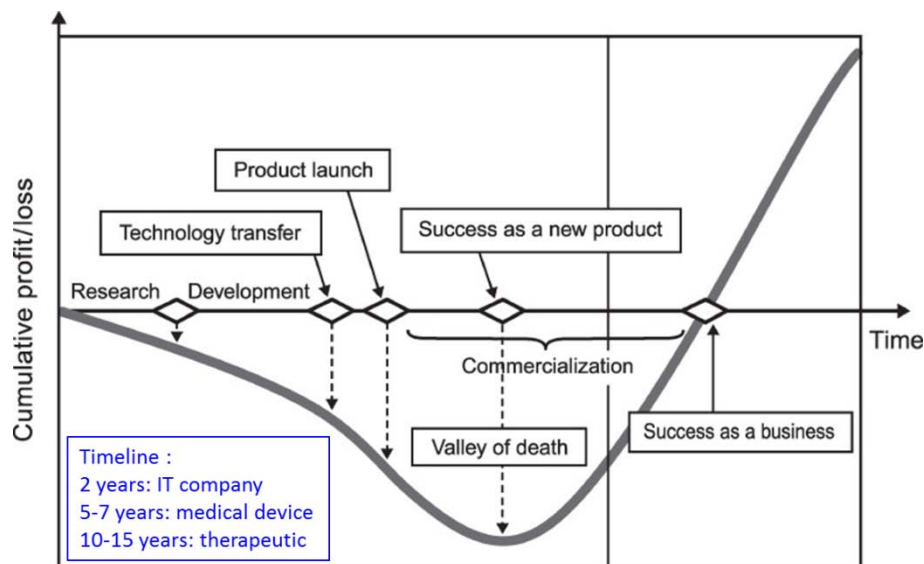 Product launch
Technology transfer
Success as a new product
Research
Development
Time
Commercialization
Cumulative profit/loss
Valley of death
Success as a business
Timeline :
2 years: IT company
5-7 years: medical device
10-15 years: therapeutic